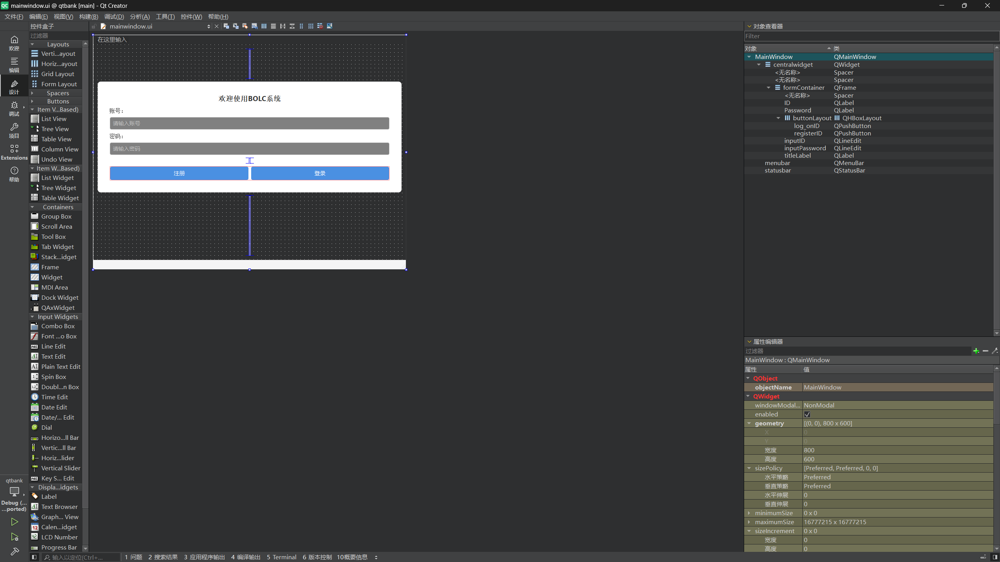 mainwindow.ui @ qtbank [main] - Qt Creator
文件(F) 编辑(E) 视图(V) 构建(B) 调试(D) 分析(A) 工具(T) 控件(W) 帮助(H)
欢迎
编辑
设计
调试
项目
Extensions
帮助
qtbank
Debug (...
...ported)
控件盒子
过滤器
Layouts
Verti...ayout
Horiz...ayout
Grid Layout
Form Layout
Spacers
Buttons
Item V...Based)
List View
Tree View
Table View
Column View
Undo View
Item W...Based)
List Widget
Tree Widget
Table Widget
Containers
Group Box
Scroll Area
Tool Box
Tab Widget
Stack...idget
Frame
Widget
MDI Area
Dock Widget
QAxWidget
Input Widgets
Combo Box
Font ...o Box
Line Edit
Text Edit
Plain Text Edit
Spin Box
Doubl...n Box
Time Edit
Date Edit
Date/... Edit
Dial
Horizo...ll Bar
Vertic...ll Bar
Horiz...lider
Vertical Slider
Key S... Edit
Displa...idgets
Label
Text Browser
Graph... View
Calen...idget
LCD Number
Progress Bar
mainwindow.ui
在这里输入
欢迎使用BOLC系统
账号：
请输入账号
密码：
请输入密码
注册 登录
对象查看器
Filter
对象 类
MainWindow QMainWindow
centralwidget QWidget
<无名称> Spacer
<无名称> Spacer
formContainer QFrame
<无名称> Spacer
ID QLabel
Password QLabel
buttonLayout QHBoxLayout
log_onID QPushButton
registerID QPushButton
inputID QLineEdit
inputPassword QLineEdit
titleLabel QLabel
menubar QMenuBar
statusbar QStatusBar
属性编辑器
过滤器
MainWindow : QMainWindow
属性 值
QObject
objectName MainWindow
QWidget
windowModal... NonModal
enabled
geometry [(0, 0), 800 x 600]
X 0
Y 0
宽度 800
高度 600
sizePolicy [Preferred, Preferred, 0, 0]
水平策略 Preferred
垂直策略 Preferred
水平伸展 0
垂直伸展 0
minimumSize 0 x 0
maximumSize 16777215 x 16777215
sizeIncrement 0 x 0
宽度 0
高度 0
输入以定位(Ctrl+... 1 问题 2 搜索结果 3 应用程序输出 4 编译输出 5 Terminal 6 版本控制 10概要信息